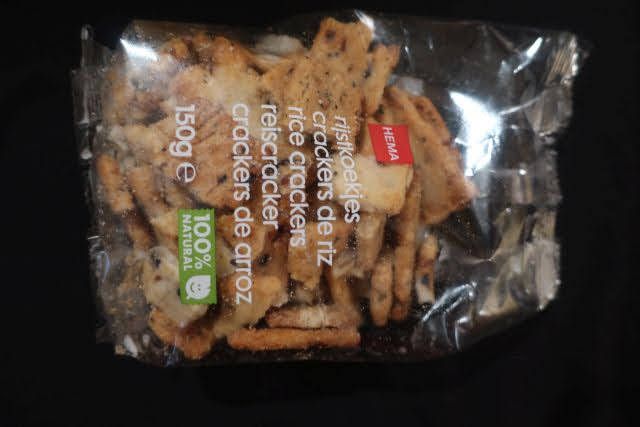 HEMA
rijstkoekjes
crackers de riz
rice crackers
reiscracker
crackers de arroz
150g ℮
100%
NATURAL